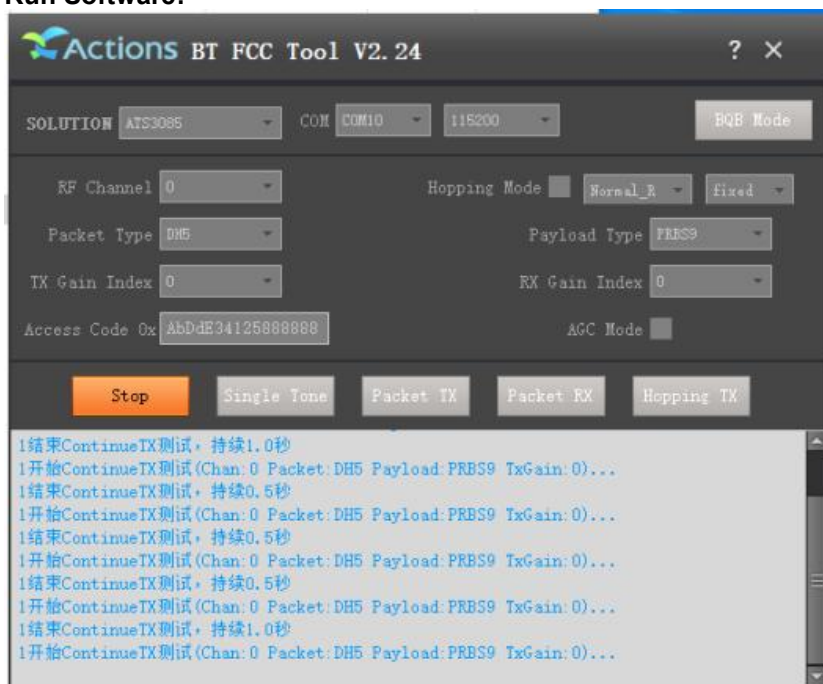 Run Software:
Actions BT FCC Tool V2.24 ? ×
SOLUTION ATS3085 COM COM10 115200 BQB Mode
RF Channel 0 Hopping Mode Normal_R fixed
Packet Type DH5 Payload Type PRBS9
TX Gain Index 0 RX Gain Index 0
Access Code 0x AbDdE34125888888 AGC Mode
Stop Single Tone Packet TX Packet RX Hopping TX
1结束ContinueTX测试，持续1.0秒
1开始ContinueTX测试(Chan:0 Packet:DH5 Payload:PRBS9 TxGain:0)...
1结束ContinueTX测试，持续0.5秒
1开始ContinueTX测试(Chan:0 Packet:DH5 Payload:PRBS9 TxGain:0)...
1结束ContinueTX测试，持续0.5秒
1开始ContinueTX测试(Chan:0 Packet:DH5 Payload:PRBS9 TxGain:0)...
1结束ContinueTX测试，持续0.5秒
1开始ContinueTX测试(Chan:0 Packet:DH5 Payload:PRBS9 TxGain:0)...
1结束ContinueTX测试，持续1.0秒
1开始ContinueTX测试(Chan:0 Packet:DH5 Payload:PRBS9 TxGain:0)...